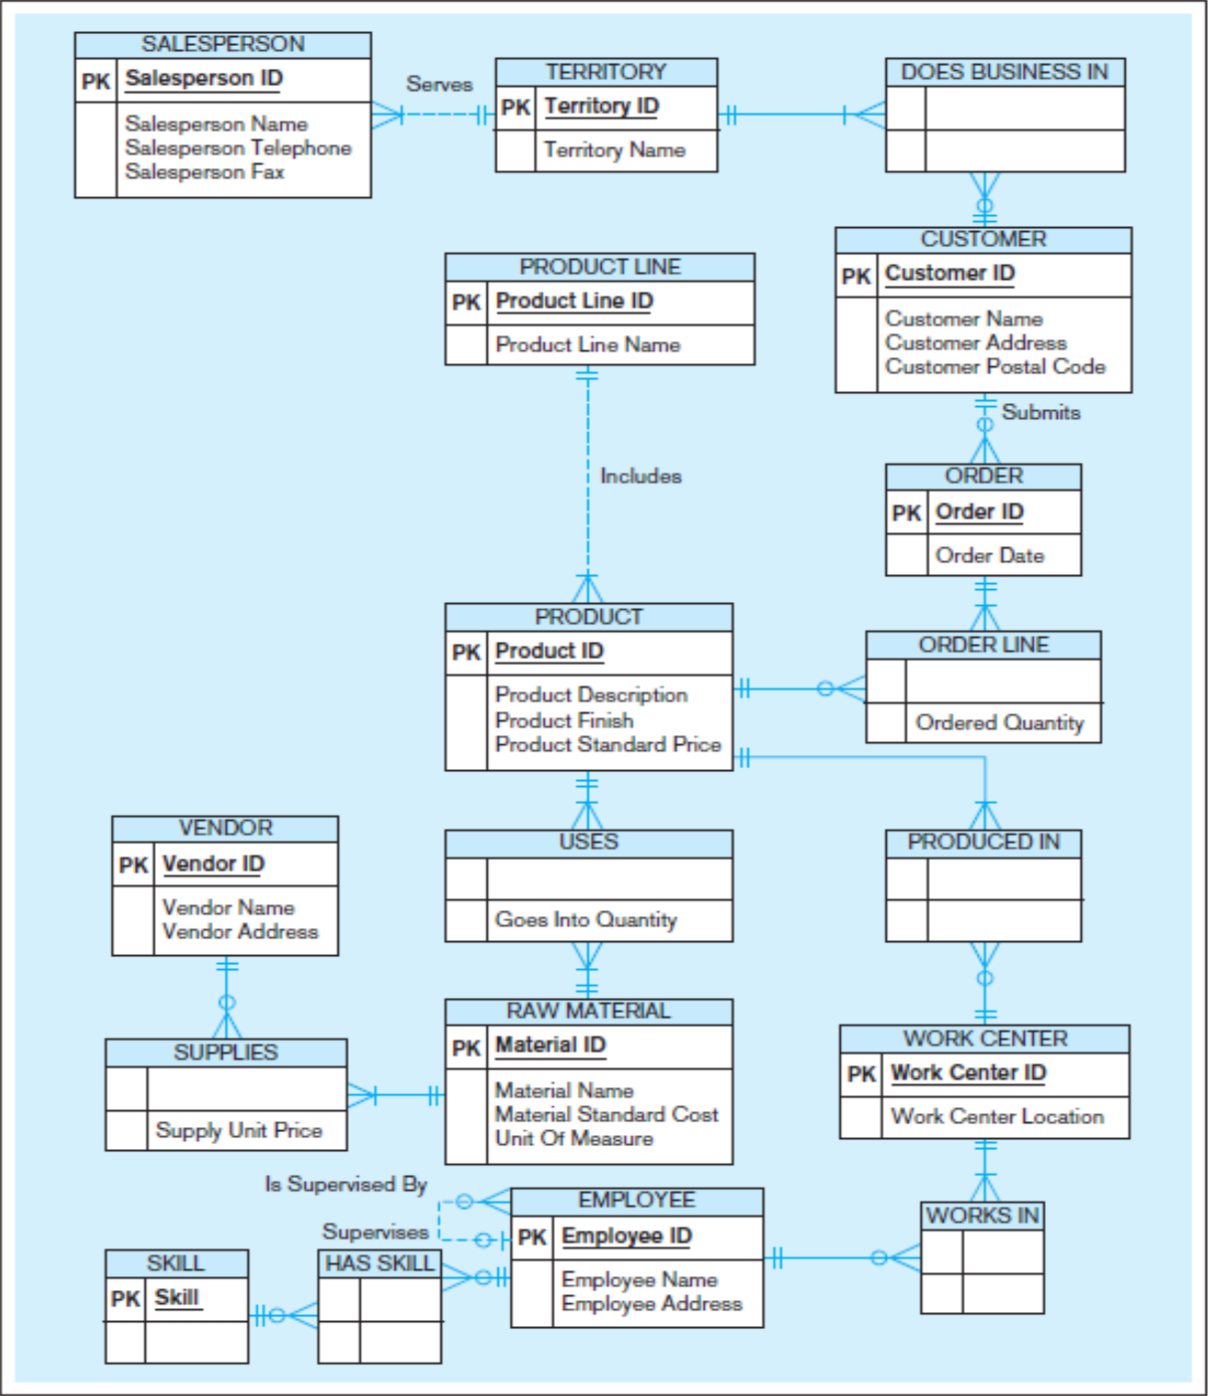 SALESPERSON
PK Salesperson ID
Salesperson Name
Salesperson Telephone
Salesperson Fax
Serves
TERRITORY
PK Territory ID
Territory Name
DOES BUSINESS IN
CUSTOMER
PK Customer ID
Customer Name
Customer Address
Customer Postal Code
PRODUCT LINE
PK Product Line ID
Product Line Name
Submits
Includes
ORDER
PK Order ID
Order Date
PRODUCT
PK Product ID
Product Description
Product Finish
Product Standard Price
ORDER LINE
Ordered Quantity
VENDOR
PK Vendor ID
Vendor Name
Vendor Address
USES
Goes Into Quantity
PRODUCED IN
SUPPLIES
Supply Unit Price
RAW MATERIAL
PK Material ID
Material Name
Material Standard Cost
Unit Of Measure
WORK CENTER
PK Work Center ID
Work Center Location
Is Supervised By
Supervises
EMPLOYEE
PK Employee ID
Employee Name
Employee Address
WORKS IN
SKILL
PK Skill
HAS SKILL